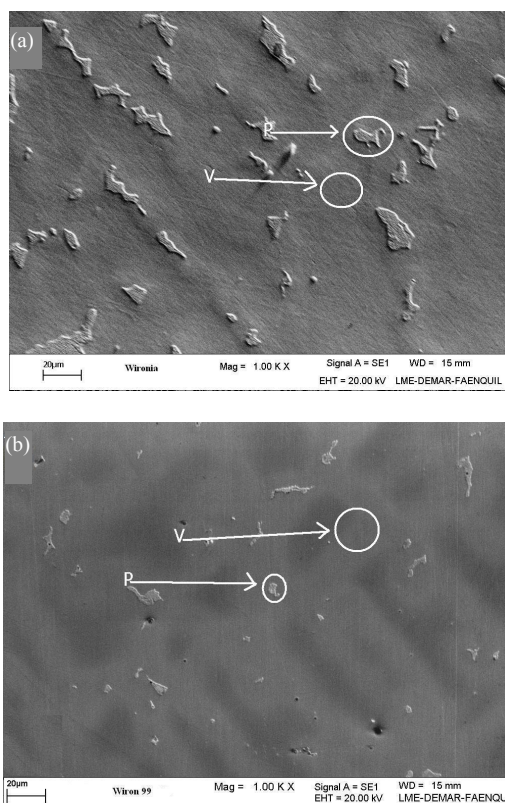 (a)
P
V
20µm
Wironia
Mag = 1.00 K X
Signal A = SE1 WD = 15 mm
EHT = 20.00 kV LME-DEMAR-FAENQUIL
(b)
V
P
20µm
Wiron 99
Mag = 1.00 K X
Signal A = SE1 WD = 15 mm
EHT = 20.00 kV LME-DEMAR-FAENQU